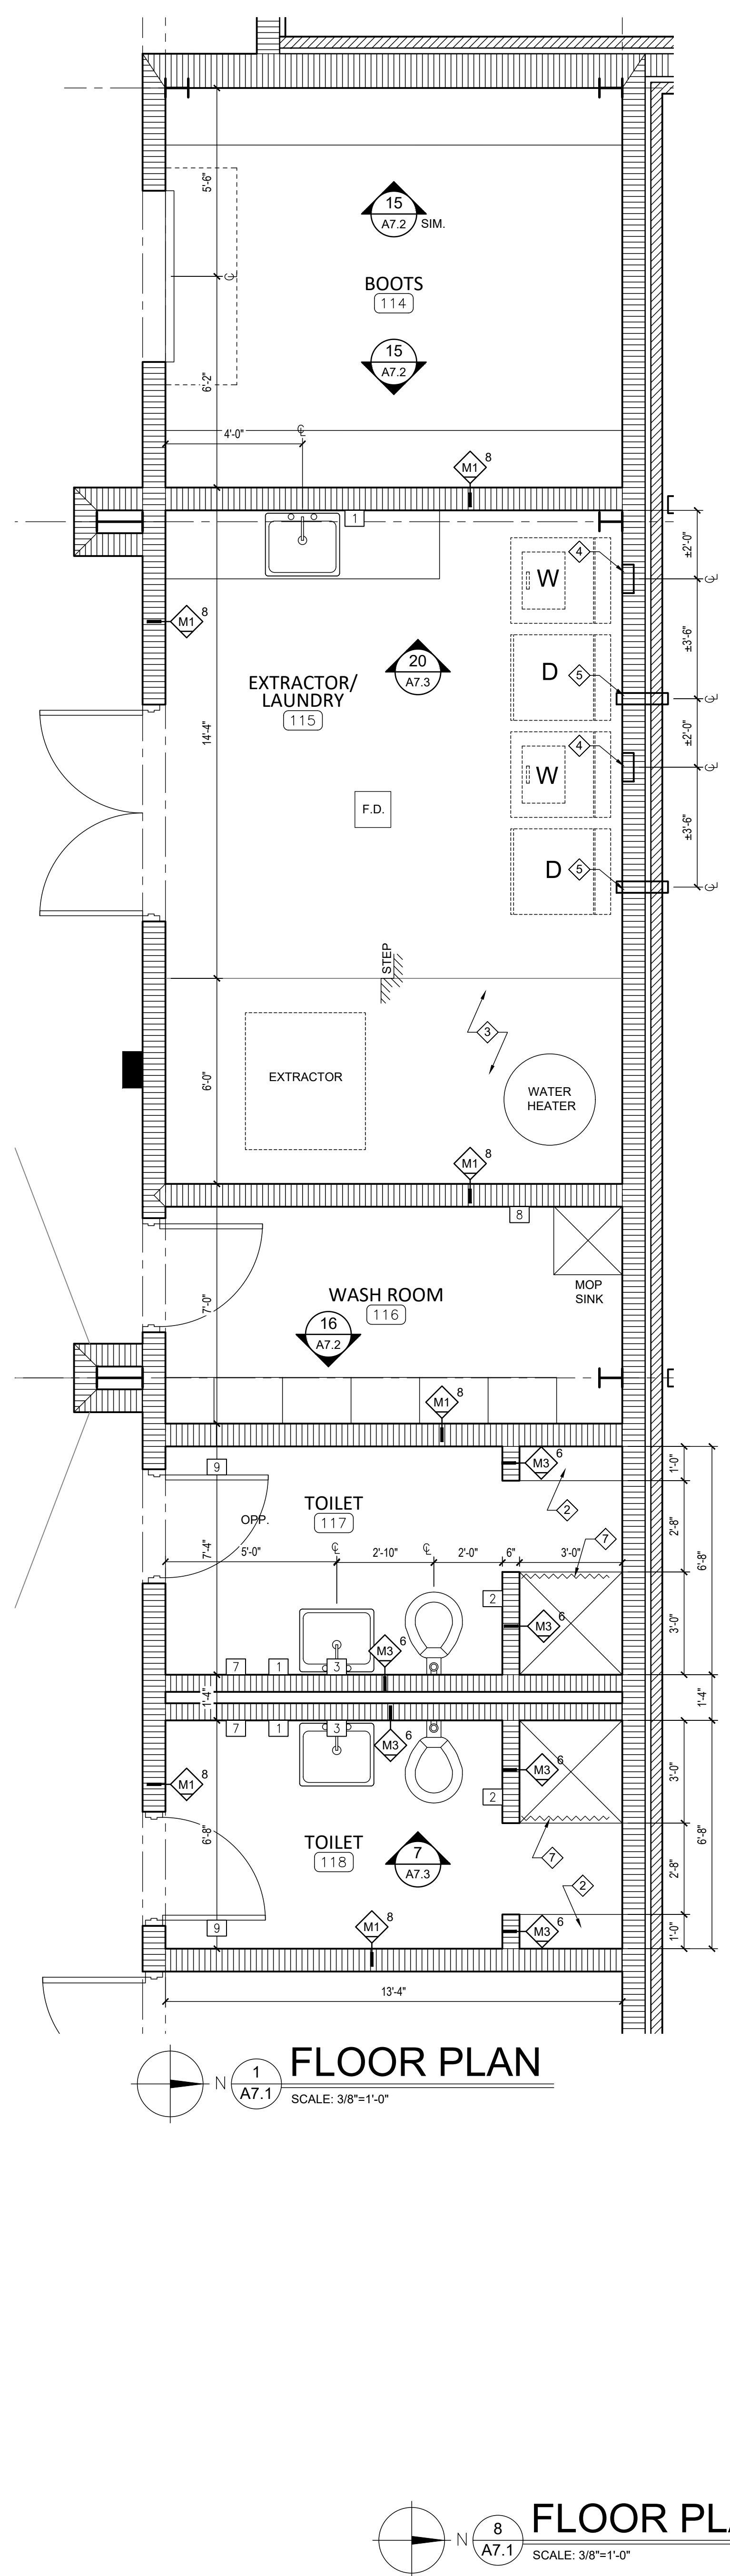 5'-6"
15
A7.2 SIM.
BOOTS
114
℄
15
A7.2
6'-2"
4'-0"
℄
M1 8
1
±2'-0"
W
4
℄
M1 8
±3'-6"
20
A7.3
D
5
EXTRACTOR/
LAUNDRY
115
℄
14'-4"
±2'-0"
W
4
℄
F.D.
±3'-6"
D
5
℄
STEP
3
EXTRACTOR
6'-0"
WATER
HEATER
M1 8
8
MOP
SINK
WASH ROOM
116
7'-0"
16
A7.2
M1 8
9
M3 6
1'-0"
TOILET
117
OPP.
2
2'-8"
7
7'-4"
5'-0"
℄
2'-10"
℄
2'-0"
6"
3'-0"
6'-8"
2
M3 6
3'-0"
M3 6
7
1
3
1'-4"
1'-4"
7
1
3
M3 6
M3 6
3'-0"
M1 8
2
6'-8"
TOILET
118
7
A7.3
7
6'-8"
2'-8"
2
9
M1 8
M3 6
1'-0"
13'-4"
N
1
A7.1
FLOOR PLAN
SCALE: 3/8"=1'-0"
N
8
A7.1
FLOOR PLA
SCALE: 3/8"=1'-0"